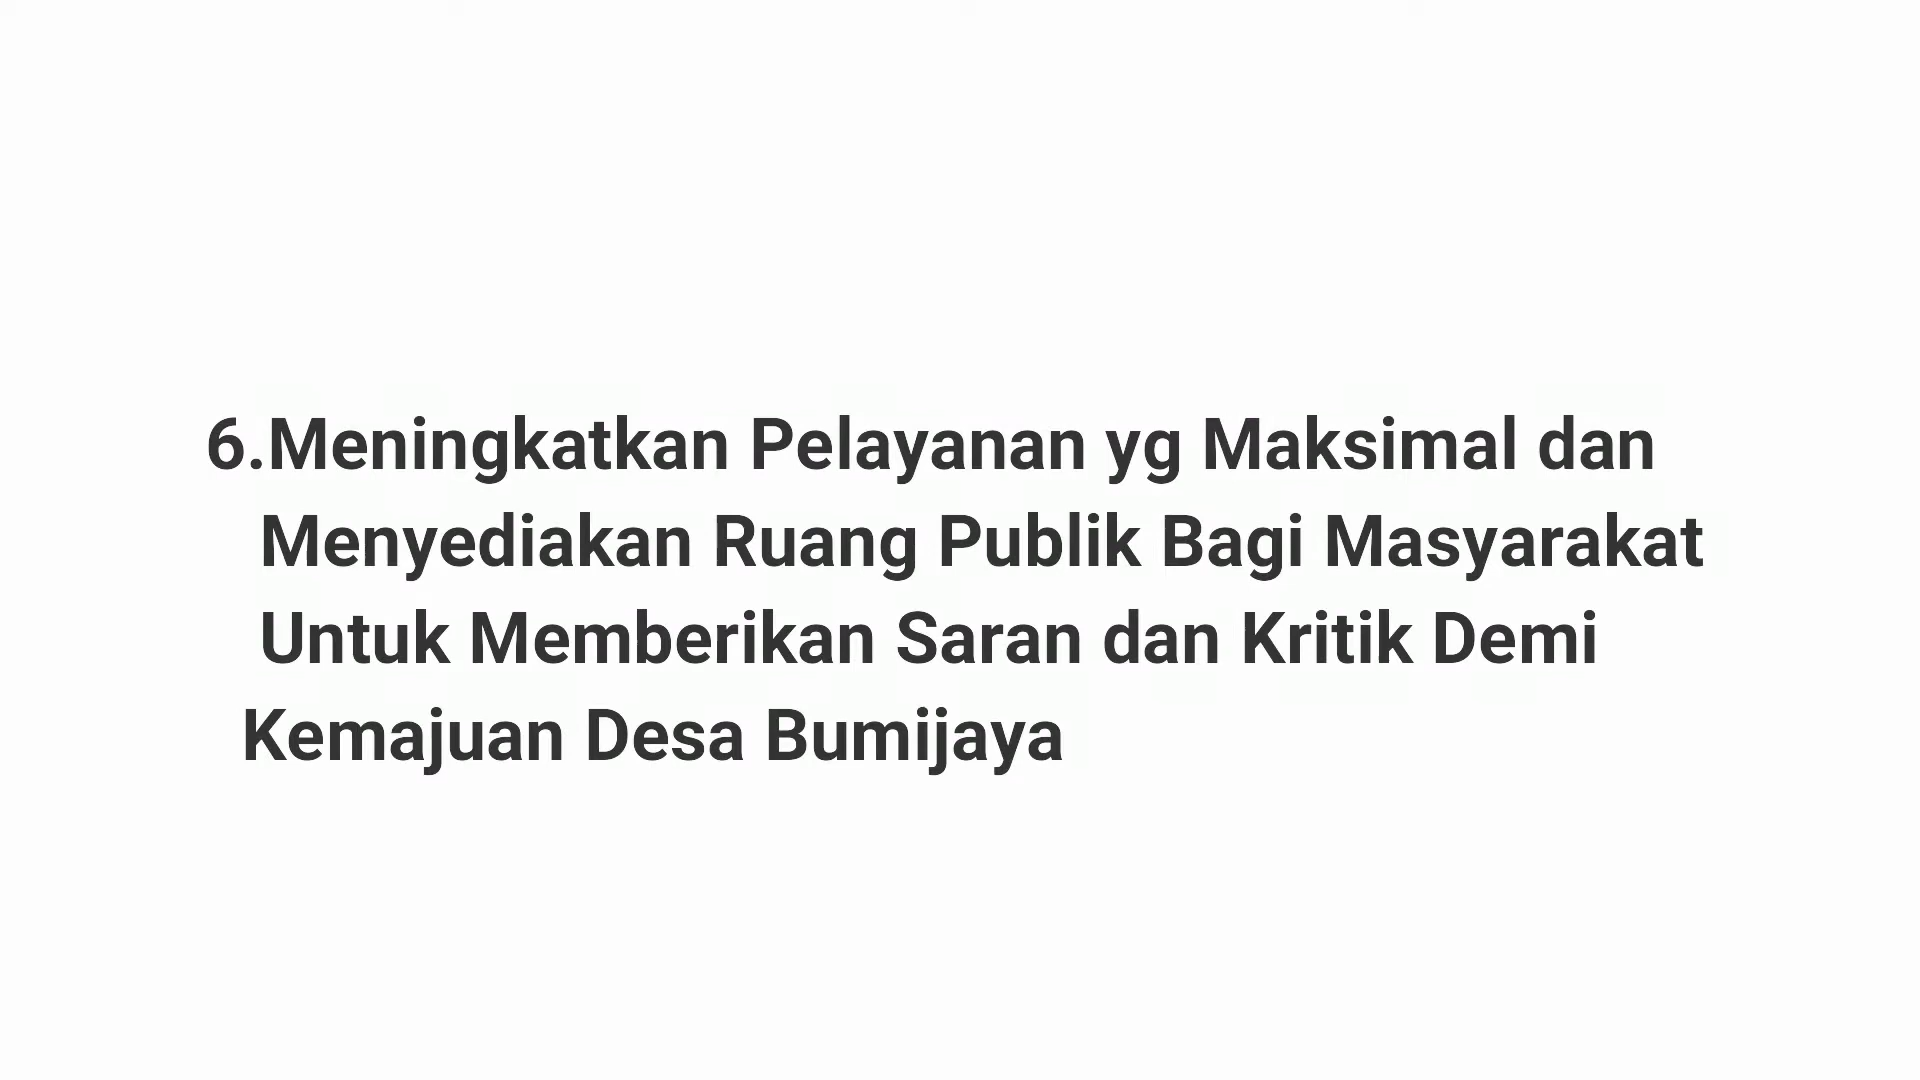 6.Meningkatkan Pelayanan yg Maksimal dan
Menyediakan Ruang Publik Bagi Masyarakat
Untuk Memberikan Saran dan Kritik Demi
Kemajuan Desa Bumijaya